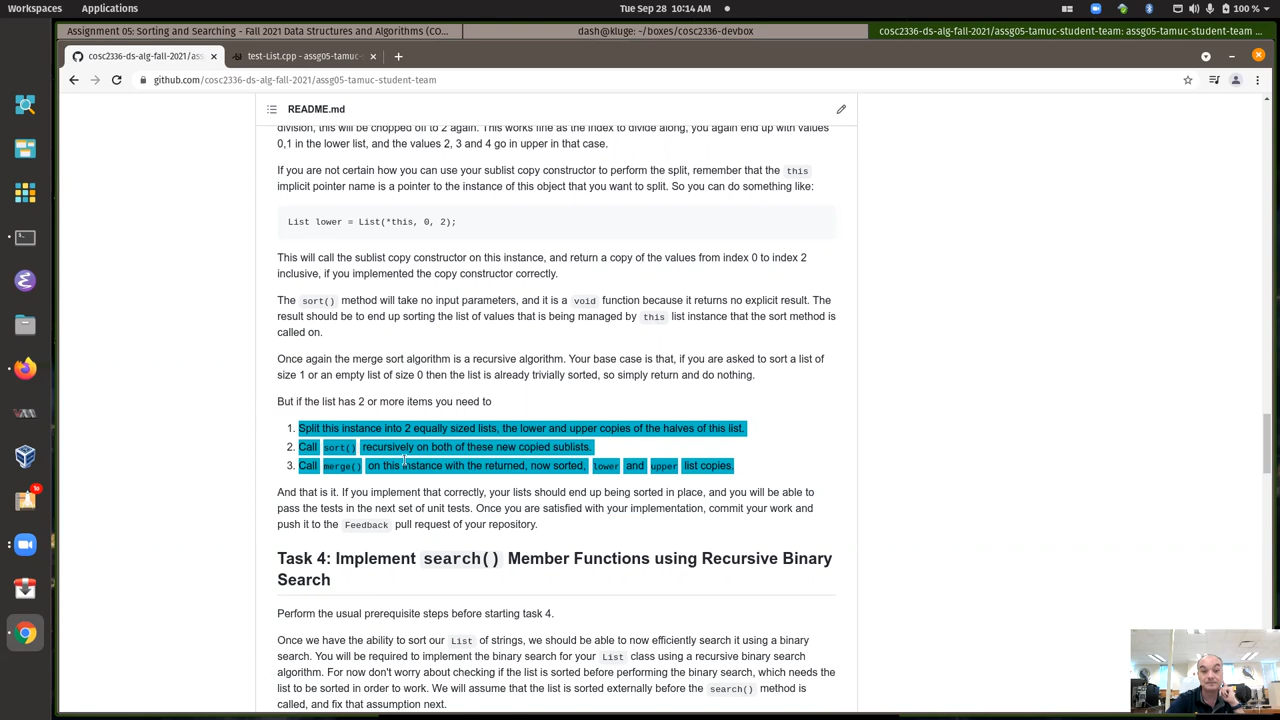 Workspaces
Applications
Tue Sep 28 10:14 AM
100 %
Assignment 05: Sorting and Searching - Fall 2021 Data Structures and Algorithms (CO...
dash@kluge: ~/boxes/cosc2336-devbox
cosc2336-ds-alg-fall-2021/assg05-tamuc-student-team: assg05-tamuc-student-team ...
cosc2336-ds-alg-fall-2021/ass
test-List.cpp - assg05-tamuc-
github.com/cosc2336-ds-alg-fall-2021/assg05-tamuc-student-team
README.md
division, this will be chopped off to 2 again. This works fine as the index to divide along, you again end up with values
0,1 in the lower list, and the values 2, 3 and 4 go in upper in that case.
If you are not certain how you can use your sublist copy constructor to perform the split, remember that the this
implicit pointer name is a pointer to the instance of this object that you want to split. So you can do something like:
List lower = List(*this, 0, 2);
This will call the sublist copy constructor on this instance, and return a copy of the values from index 0 to index 2
inclusive, if you implemented the copy constructor correctly.
The sort() method will take no input parameters, and it is a void function because it returns no explicit result. The
result should be to end up sorting the list of values that is being managed by this list instance that the sort method is
called on.
Once again the merge sort algorithm is a recursive algorithm. Your base case is that, if you are asked to sort a list of
size 1 or an empty list of size 0 then the list is already trivially sorted, so simply return and do nothing.
But if the list has 2 or more items you need to
1. Split this instance into 2 equally sized lists, the lower and upper copies of the halves of this list.
2. Call sort() recursively on both of these new copied sublists.
3. Call merge() on this instance with the returned, now sorted, lower and upper list copies.
And that is it. If you implement that correctly, your lists should end up being sorted in place, and you will be able to
pass the tests in the next set of unit tests. Once you are satisfied with your implementation, commit your work and
push it to the Feedback pull request of your repository.
Task 4: Implement search() Member Functions using Recursive Binary
Search
Perform the usual prerequisite steps before starting task 4.
Once we have the ability to sort our List of strings, we should be able to now efficiently search it using a binary
search. You will be required to implement the binary search for your List class using a recursive binary search
algorithm. For now don't worry about checking if the list is sorted before performing the binary search, which needs the
list to be sorted in order to work. We will assume that the list is sorted externally before the search() method is
called, and fix that assumption next.